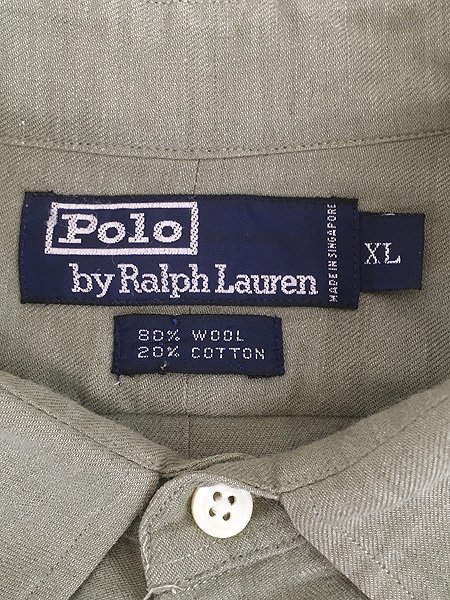 Polo
by Ralph Lauren
MADE IN SINGAPORE
XL
80% WOOL
20% COTTON